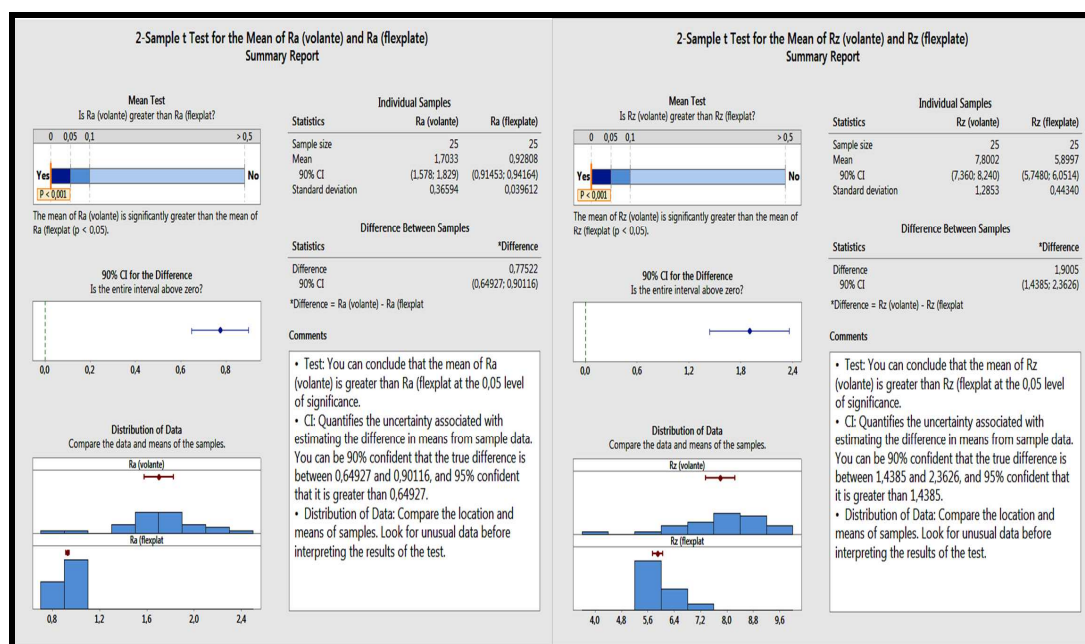 2-Sample t Test for the Mean of Ra (volante) and Ra (flexplate)
Summary Report
Mean Test
Is Ra (volante) greater than Ra (flexplat?
0 0,05 0,1 > 0,5
Yes No
P < 0,001
The mean of Ra (volante) is significantly greater than the mean of
Ra (flexplat (p < 0,05).
90% CI for the Difference
Is the entire interval above zero?
0,0 0,2 0,4 0,6 0,8
Distribution of Data
Compare the data and means of the samples.
Ra (volante)
Ra (flexplat
0,8 1,2 1,6 2,0 2,4
Individual Samples
Statistics Ra (volante) Ra (flexplate)
Sample size 25 25
Mean 1,7033 0,92808
90% CI (1,578; 1,829) (0,91453; 0,94164)
Standard deviation 0,36594 0,039612
Difference Between Samples
Statistics *Difference
Difference 0,77522
90% CI (0,64927; 0,90116)
*Difference = Ra (volante) - Ra (flexplat
Comments
• Test: You can conclude that the mean of Ra
(volante) is greater than Ra (flexplat at the 0,05 level
of significance.
• CI: Quantifies the uncertainty associated with
estimating the difference in means from sample data.
You can be 90% confident that the true difference is
between 0,64927 and 0,90116, and 95% confident
that it is greater than 0,64927.
• Distribution of Data: Compare the location and
means of samples. Look for unusual data before
interpreting the results of the test.
2-Sample t Test for the Mean of Rz (volante) and Rz (flexplate)
Summary Report
Mean Test
Is Rz (volante) greater than Rz (flexplate?
0 0,05 0,1 > 0,5
Yes No
P < 0,001
The mean of Rz (volante) is significantly greater than the mean of
Rz (flexplat (p < 0,05).
90% CI for the Difference
Is the entire interval above zero?
0,0 0,6 1,2 1,8 2,4
Distribution of Data
Compare the data and means of the samples.
Rz (volante)
Rz (flexplat
4,0 4,8 5,6 6,4 7,2 8,0 8,8 9,6
Individual Samples
Statistics Rz (volante) Rz (flexplate)
Sample size 25 25
Mean 7,8002 5,8997
90% CI (7,360; 8,240) (5,7480; 6,0514)
Standard deviation 1,2853 0,44340
Difference Between Samples
Statistics *Difference
Difference 1,9005
90% CI (1,4385; 2,3626)
*Difference = Rz (volante) - Rz (flexplat
Comments
• Test: You can conclude that the mean of Rz
(volante) is greater than Rz (flexplat at the 0,05 level
of significance.
• CI: Quantifies the uncertainty associated with
estimating the difference in means from sample data.
You can be 90% confident that the true difference is
between 1,4385 and 2,3626, and 95% confident that
it is greater than 1,4385.
• Distribution of Data: Compare the location and
means of samples. Look for unusual data before
interpreting the results of the test.